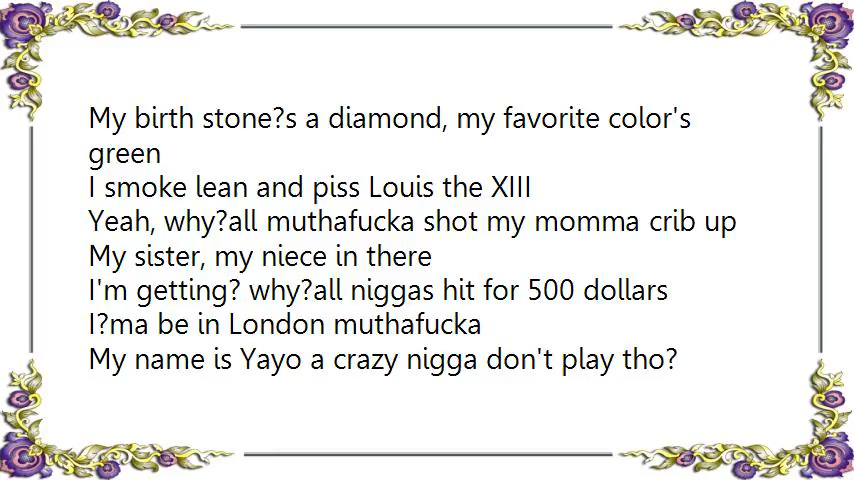 My birth stone?s a diamond, my favorite color's
green
I smoke lean and piss Louis the XIII
Yeah, why?all muthafucka shot my momma crib up
My sister, my niece in there
I'm getting? why?all niggas hit for 500 dollars
I?ma be in London muthafucka
My name is Yayo a crazy nigga don't play tho?